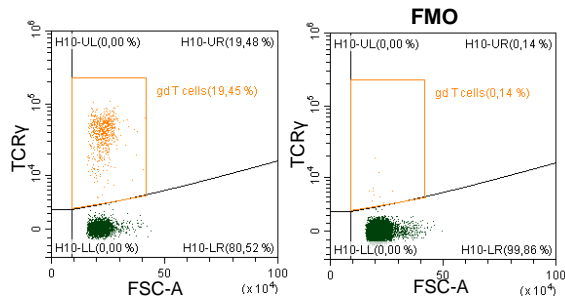 FMO
H10-UL(0,00 %) H10-UR(19,48 %)
gd T cells(19,45 %)
H10-LL(0,00 %) H10-LR(80,52 %)
TCRγ
10^6
10^5
10^4
0
0 50 100
FSC-A (x 10^4)
H10-UL(0,00 %) H10-UR(0,14 %)
gd T cells(0,14 %)
H10-LL(0,00 %) H10-LR(99,86 %)
TCRγ
10^6
10^5
10^4
0
0 50 100
FSC-A (x 10^4)